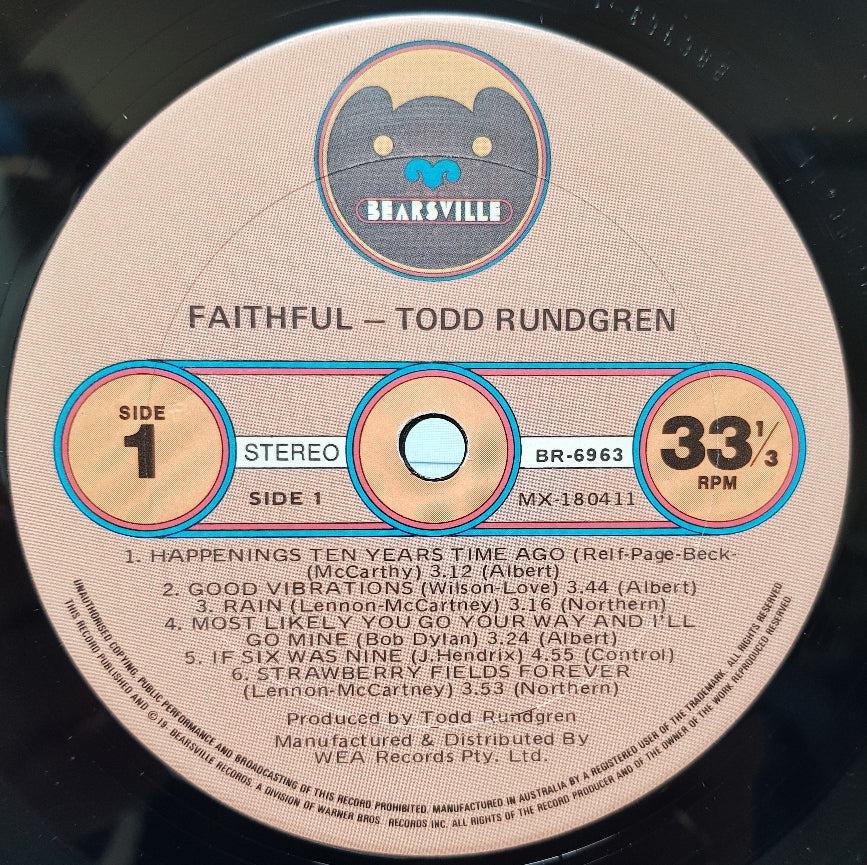 BEARSVILLE
FAITHFUL — TODD RUNDGREN
SIDE
1
STEREO
SIDE 1
BR-6963
MX-180411
33 1/3
RPM
1. HAPPENINGS TEN YEARS TIME AGO (Relf-Page-Beck-
(McCarthy) 3.12 (Albert)
2. GOOD VIBRATIONS (Wilson-Love) 3.44 (Albert)
3. RAIN (Lennon-McCartney) 3.16 (Northern)
4. MOST LIKELY YOU GO YOUR WAY AND I'LL
GO MINE (Bob Dylan) 3.24 (Albert)
5. IF SIX WAS NINE (J.Hendrix) 4.55 (Control)
6. STRAWBERRY FIELDS FOREVER
(Lennon-McCartney) 3.53 (Northern)
Produced by Todd Rundgren
Manufactured & Distributed By
WEA Records Pty. Ltd.
UNAUTHORISED COPYING, PUBLIC PERFORMANCE AND BROADCASTING OF THIS RECORD PROHIBITED. MANUFACTURED IN AUSTRALIA BY A REGISTERED USER OF THE TRADEMARK. ALL RIGHTS RESERVED
THIS RECORD PUBLISHED AND © 19 BEARSVILLE RECORDS. A DIVISION OF WARNER BROS. RECORDS INC. ALL RIGHTS OF THE RECORD PRODUCER AND OF THE OWNER OF THE WORK REPRODUCED RESERVED.